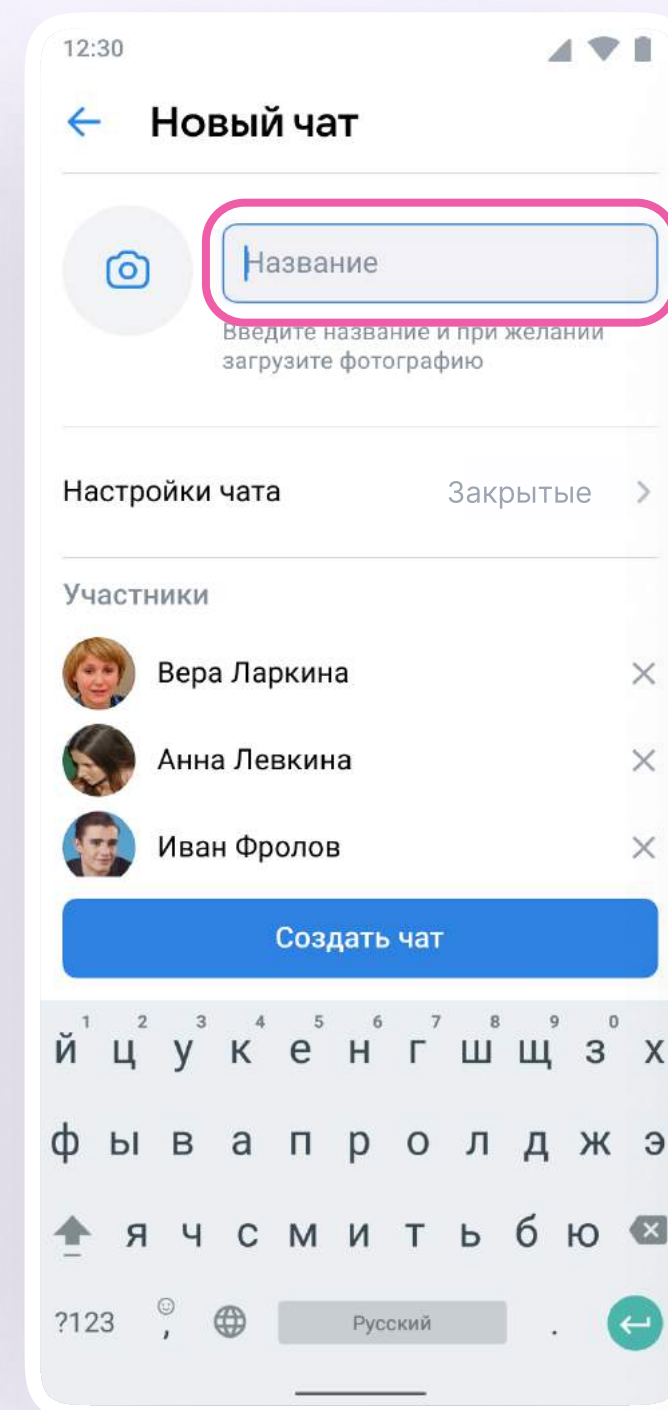 12:30
Новый чат
Название
Введите название и при желании
загрузите фотографию
Настройки чата Закрытые
Участники
Вера Ларкина
Анна Левкина
Иван Фролов
Создать чат
1 2 3 4 5 6 7 8 9 0
й ц у к е н г ш щ з х
ф ы в а п р о л д ж э
я ч с м и т ь б ю
?123 , Русский .